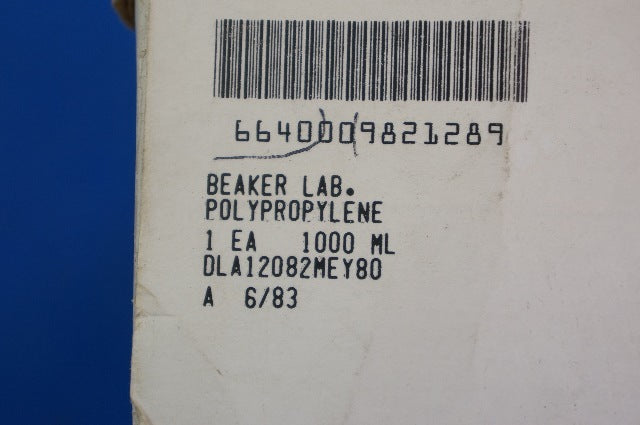 6640009821289
BEAKER LAB.
POLYPROPYLENE
1 EA 1000 ML
DLA12082MEY80
A 6/83